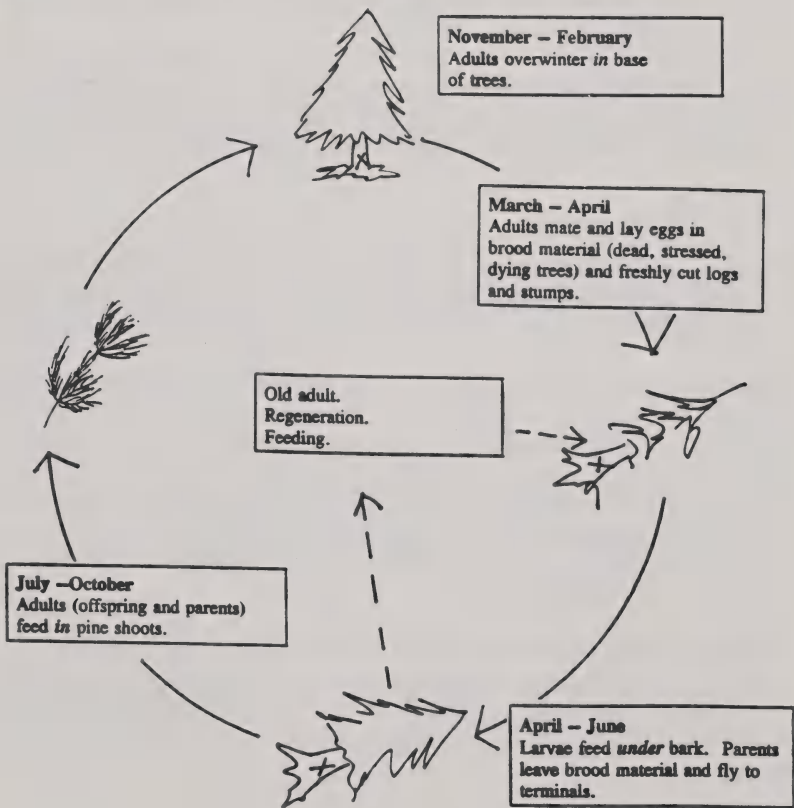 November – February
Adults overwinter in base
of trees.
March – April
Adults mate and lay eggs in
brood material (dead, stressed,
dying trees) and freshly cut logs
and stumps.
Old adult.
Regeneration.
Feeding.
July –October
Adults (offspring and parents)
feed in pine shoots.
April – June
Larvae feed under bark. Parents
leave brood material and fly to
terminals.